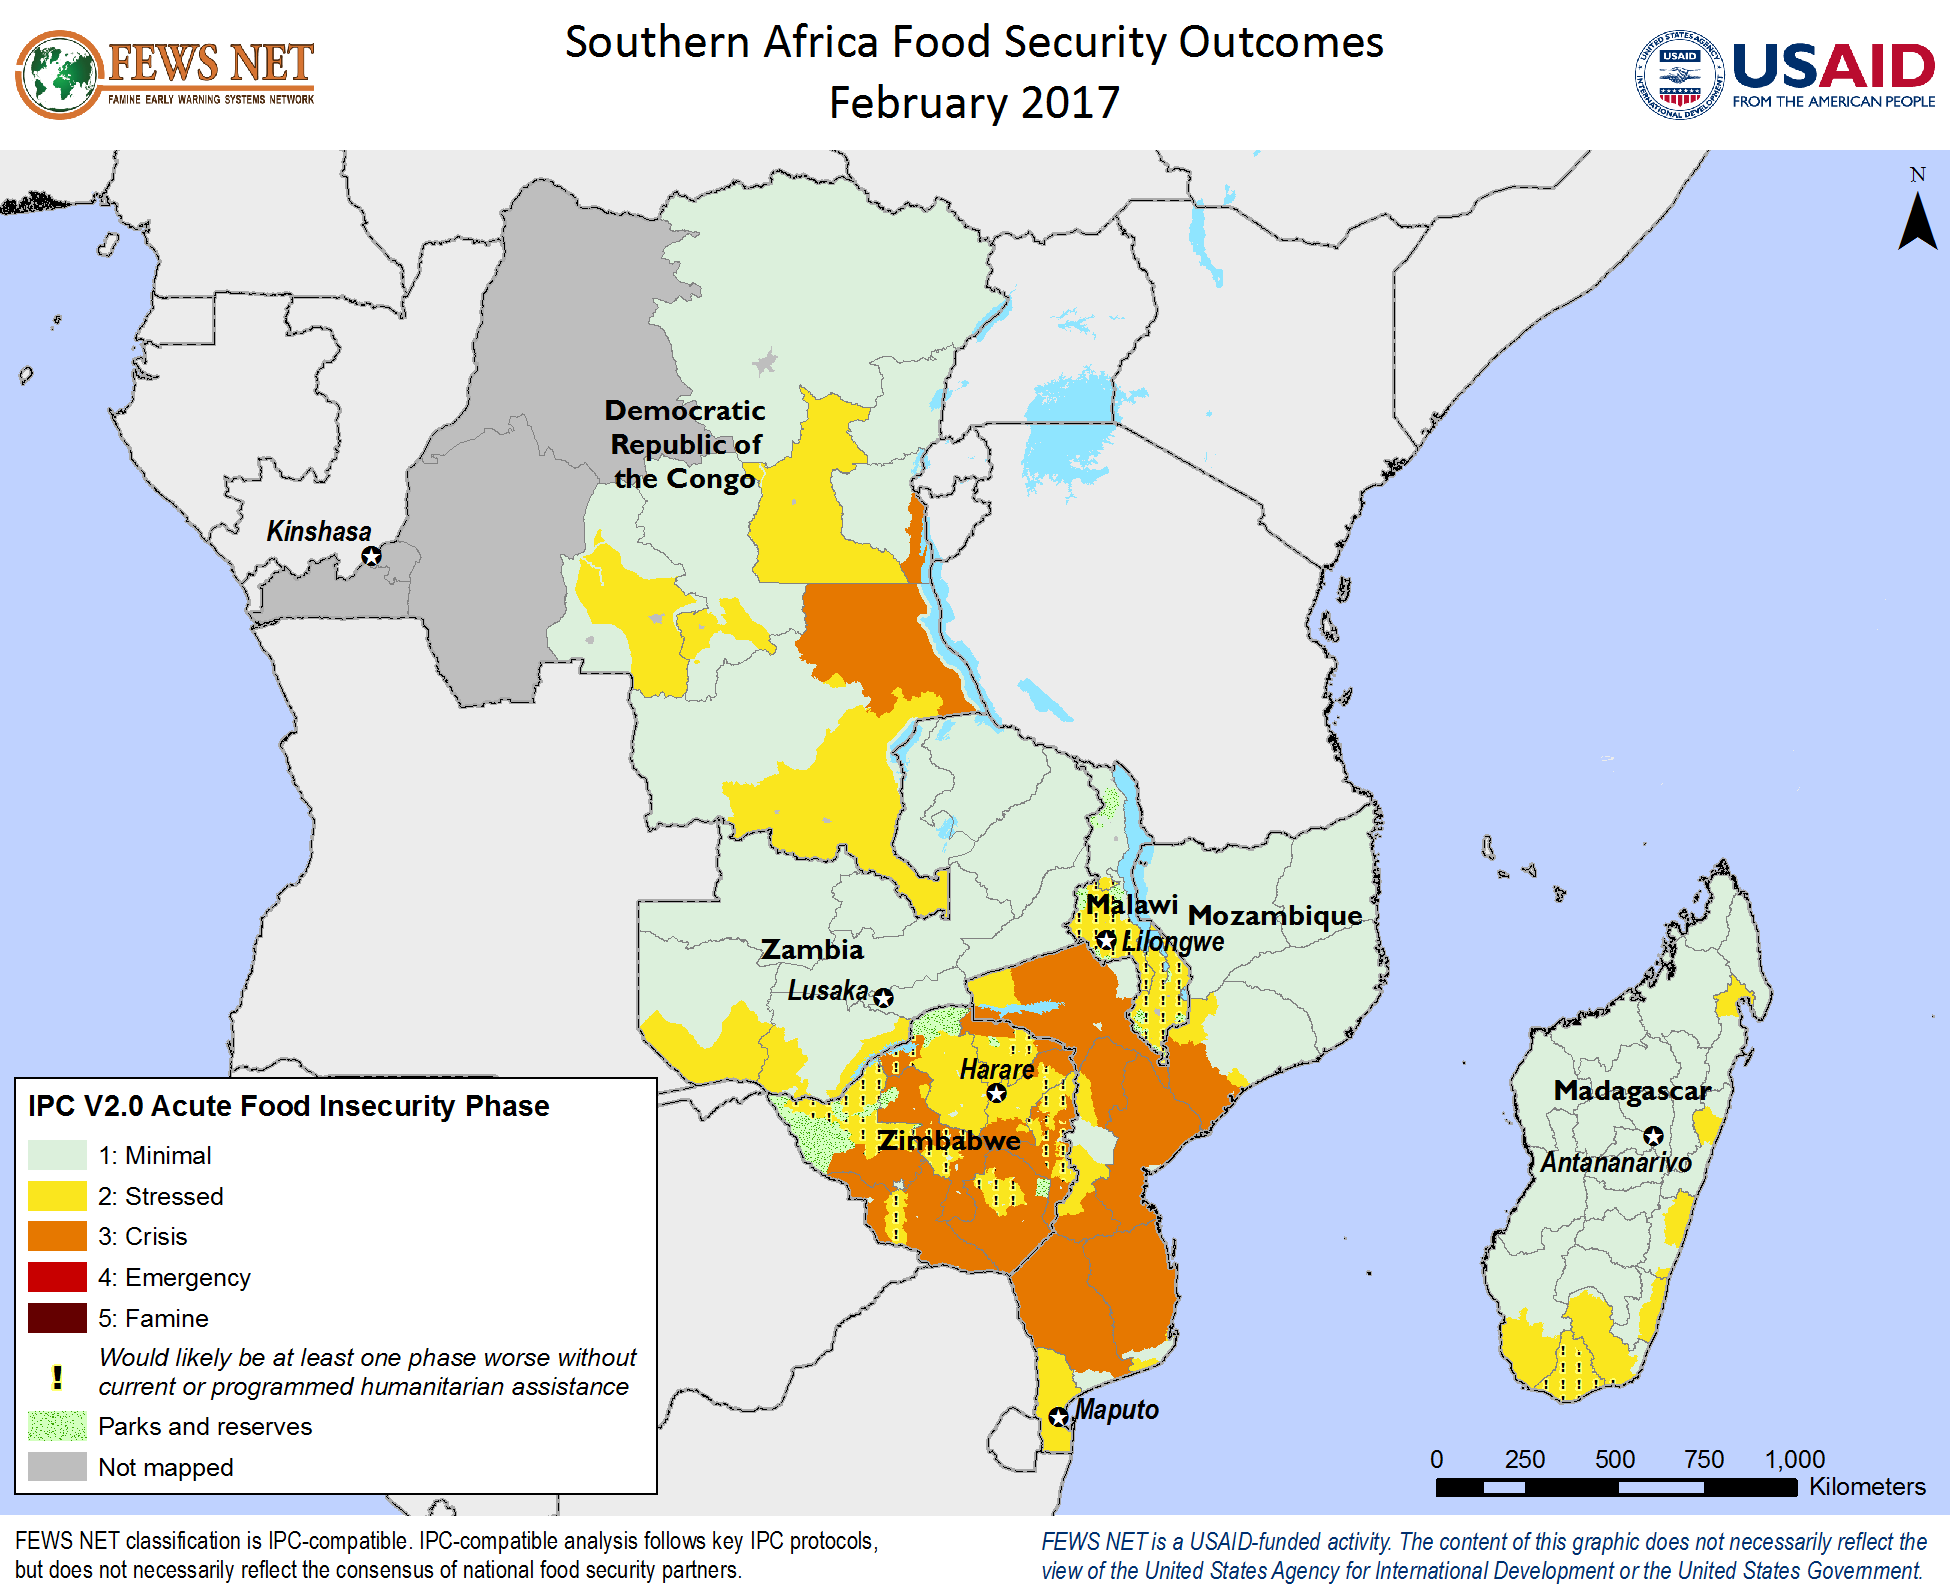 FEWS NET
FAMINE EARLY WARNING SYSTEMS NETWORK
Southern Africa Food Security Outcomes
February 2017
UNITED STATES AGENCY
USAID
INTERNATIONAL DEVELOPMENT
USAID
FROM THE AMERICAN PEOPLE
N
Democratic
Republic of
the Congo
Kinshasa
Malawi
Mozambique
Lilongwe
Zambia
Lusaka
Harare
Zimbabwe
Madagascar
Antananarivo
Maputo
IPC V2.0 Acute Food Insecurity Phase
1: Minimal
2: Stressed
3: Crisis
4: Emergency
5: Famine
! Would likely be at least one phase worse without
current or programmed humanitarian assistance
Parks and reserves
Not mapped
0 250 500 750 1,000
Kilometers
FEWS NET classification is IPC-compatible. IPC-compatible analysis follows key IPC protocols,
but does not necessarily reflect the consensus of national food security partners.
FEWS NET is a USAID-funded activity. The content of this graphic does not necessarily reflect the
view of the United States Agency for International Development or the United States Government.